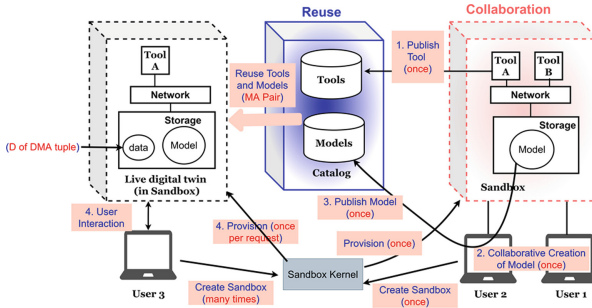 Reuse
Collaboration
Tool
A
Network
Storage
data
Model
Live digital twin
(in Sandbox)
(D of DMA tuple)
Reuse Tools
and Models
(MA Pair)
Tools
Models
Catalog
1. Publish
Tool
(once)
Tool
A
Tool
B
Network
Storage
Model
Sandbox
3. Publish Model
(once)
4. User
Interaction
4. Provision (once
per request)
Provision (once)
2. Collaborative Creation
of Model (once)
User 3
Create Sandbox
(many times)
Sandbox Kernel
Create Sandbox
(once)
User 2
User 1